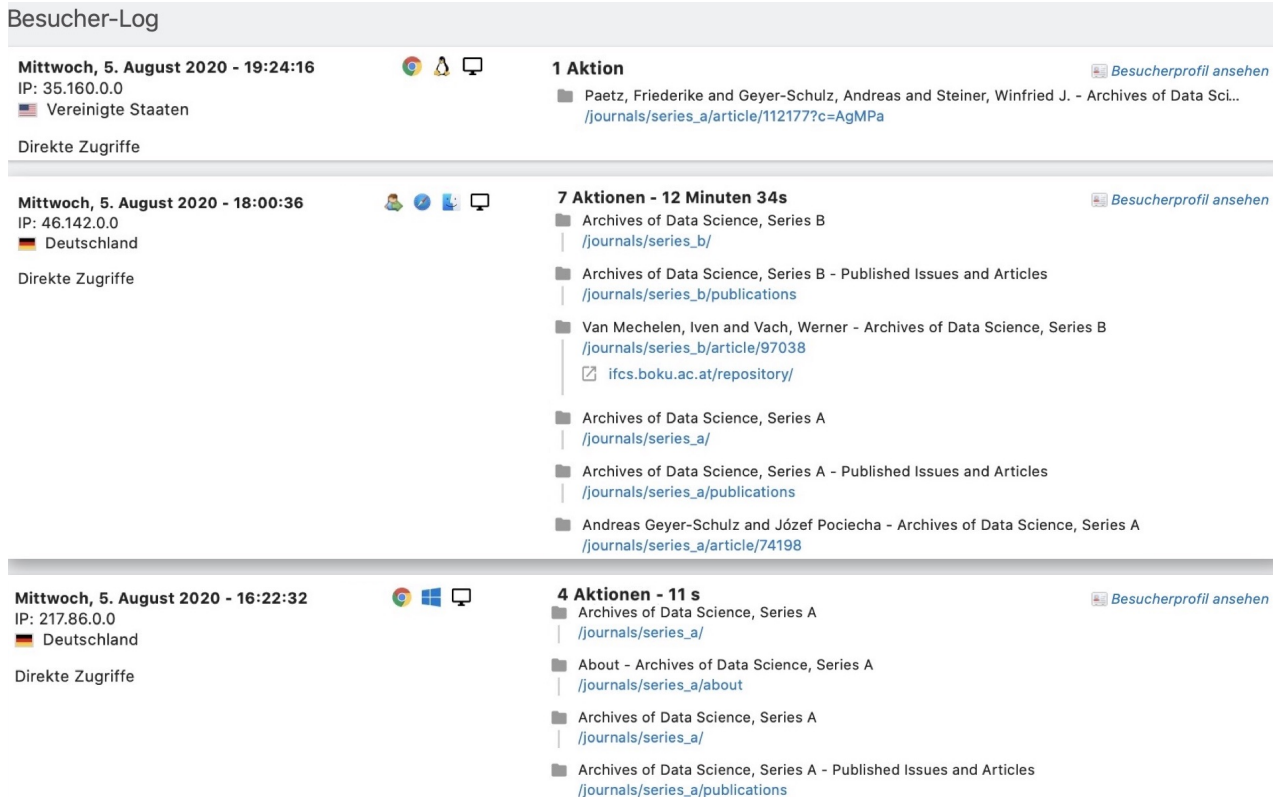 Besucher-Log
Mittwoch, 5. August 2020 - 19:24:16
IP: 35.160.0.0
Vereinigte Staaten
Direkte Zugriffe
1 Aktion
Besucherprofil ansehen
Paetz, Friederike and Geyer-Schulz, Andreas and Steiner, Winfried J. - Archives of Data Sci...
/journals/series_a/article/112177?c=AgMPa
Mittwoch, 5. August 2020 - 18:00:36
IP: 46.142.0.0
Deutschland
Direkte Zugriffe
7 Aktionen - 12 Minuten 34s
Besucherprofil ansehen
Archives of Data Science, Series B
/journals/series_b/
Archives of Data Science, Series B - Published Issues and Articles
/journals/series_b/publications
Van Mechelen, Iven and Vach, Werner - Archives of Data Science, Series B
/journals/series_b/article/97038
ifcs.boku.ac.at/repository/
Archives of Data Science, Series A
/journals/series_a/
Archives of Data Science, Series A - Published Issues and Articles
/journals/series_a/publications
Andreas Geyer-Schulz and Józef Pociecha - Archives of Data Science, Series A
/journals/series_a/article/74198
Mittwoch, 5. August 2020 - 16:22:32
IP: 217.86.0.0
Deutschland
Direkte Zugriffe
4 Aktionen - 11 s
Besucherprofil ansehen
Archives of Data Science, Series A
/journals/series_a/
About - Archives of Data Science, Series A
/journals/series_a/about
Archives of Data Science, Series A
/journals/series_a/
Archives of Data Science, Series A - Published Issues and Articles
/journals/series_a/publications